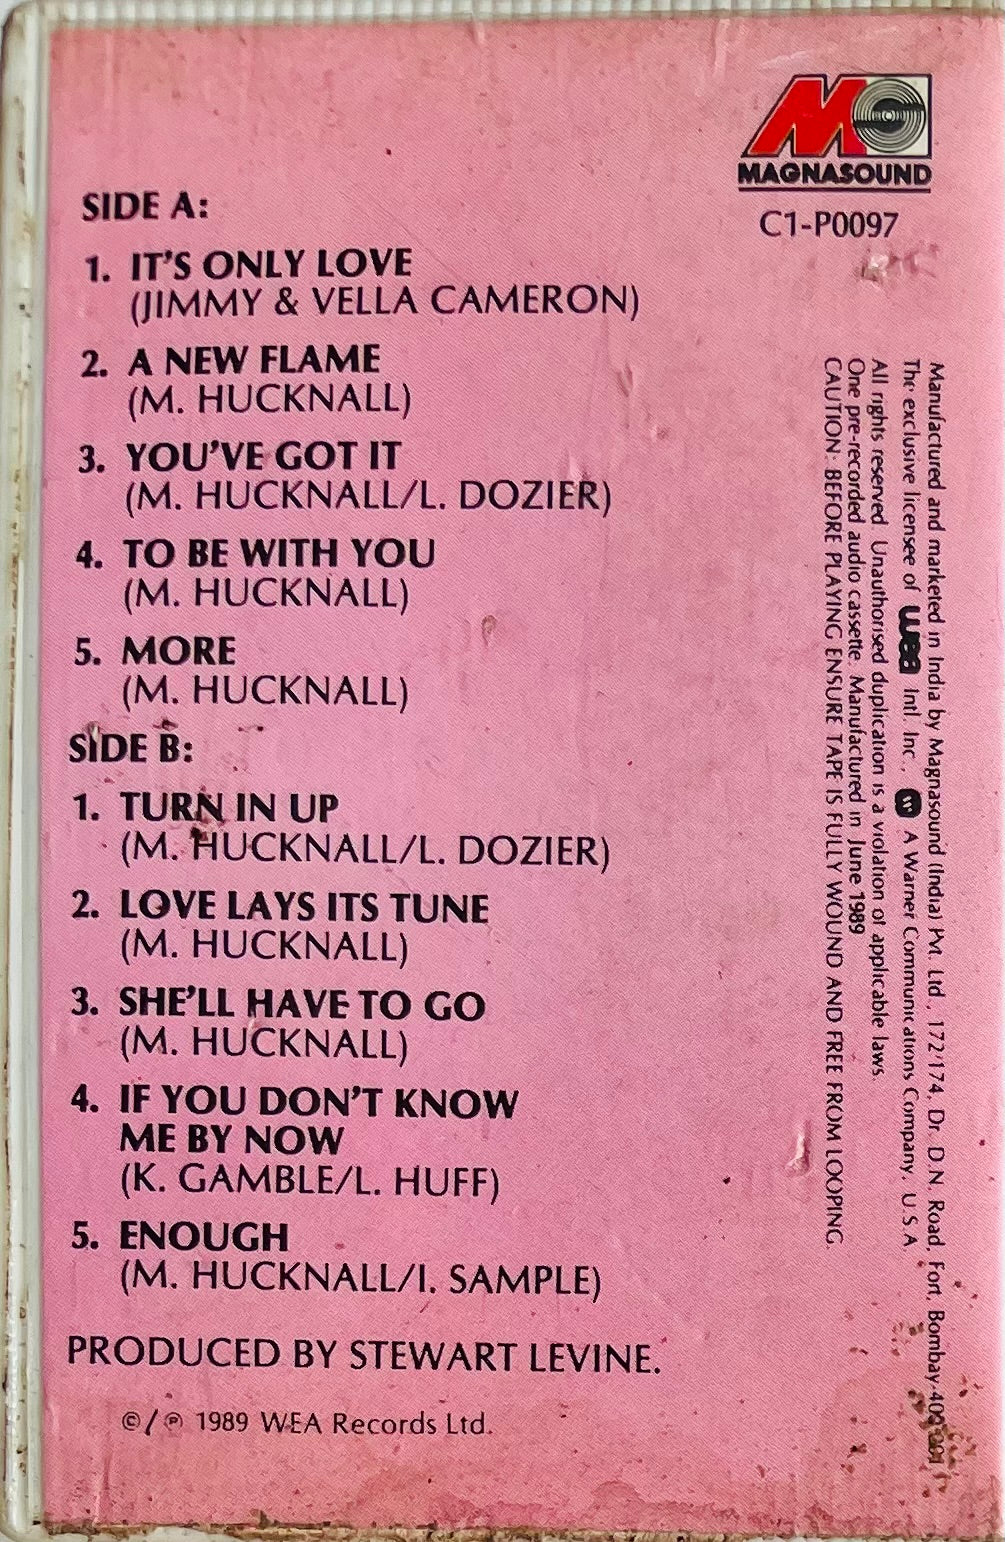 MAGNASOUND
C1-P0097
SIDE A:
1. IT'S ONLY LOVE
(JIMMY & VELLA CAMERON)
2. A NEW FLAME
(M. HUCKNALL)
3. YOU'VE GOT IT
(M. HUCKNALL/L. DOZIER)
4. TO BE WITH YOU
(M. HUCKNALL)
5. MORE
(M. HUCKNALL)
SIDE B:
1. TURN IN UP
(M. HUCKNALL/L. DOZIER)
2. LOVE LAYS ITS TUNE
(M. HUCKNALL)
3. SHE'LL HAVE TO GO
(M. HUCKNALL)
4. IF YOU DON'T KNOW
ME BY NOW
(K. GAMBLE/L. HUFF)
5. ENOUGH
(M. HUCKNALL/I. SAMPLE)
PRODUCED BY STEWART LEVINE.
©/℗ 1989 WEA Records Ltd.
Manufactured and marketed in India by Magnasound (India) Pvt. Ltd., 172/174, Dr. D.N. Road, Fort, Bombay-
The exclusive licensee of wea Intl. Inc., A Warner Communications Company, U.S.A.
All rights reserved. Unauthorised duplication is a violation of applicable laws.
One pre-recorded audio cassette. Manufactured in June 1989
CAUTION: BEFORE PLAYING ENSURE TAPE IS FULLY WOUND AND FREE FROM LOOPING.